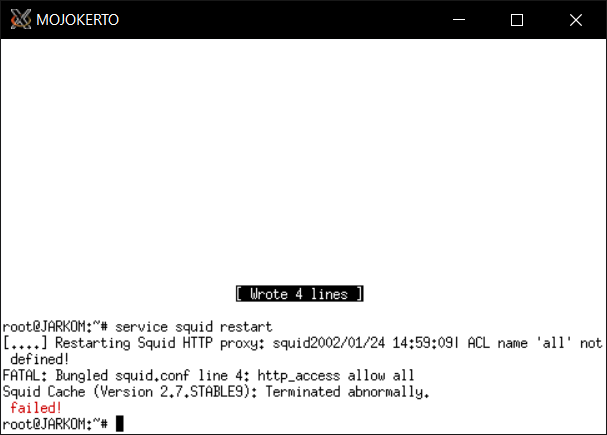 MOJOKERTO
[ Wrote 4 lines ]
root@JARKOM:~# service squid restart
[....] Restarting Squid HTTP proxy: squid2002/01/24 14:59:09| ACL name 'all' not
 defined!
FATAL: Bungled squid.conf line 4: http_access allow all
Squid Cache (Version 2.7.STABLE9): Terminated abnormally.
 failed!
root@JARKOM:~#